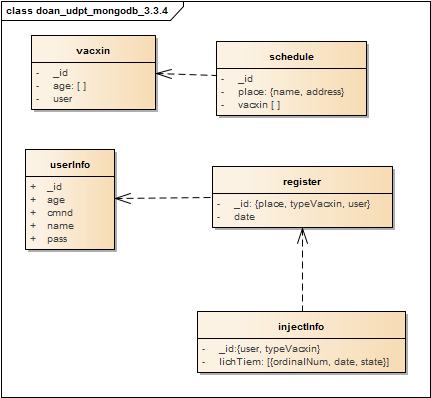 class doan_udpt_mongodb_3.3.4
vacxin
- _id
- age: [ ]
- user
schedule
- _id
- place: {name, address}
- vacxin [ ]
userInfo
+ _id
+ age
+ cmnd
+ name
+ pass
register
- _id: {place, typeVacxin, user}
- date
injectInfo
- _id:{user, typeVacxin}
- lichTiem: [{ordinalNum, date, state}]